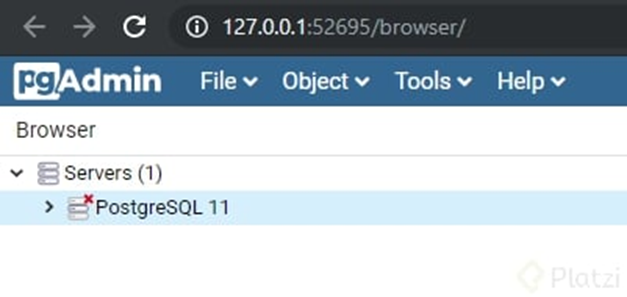 127.0.0.1:52695/browser/
pgAdmin File Object Tools Help
Browser
Servers (1)
PostgreSQL 11
Platzi